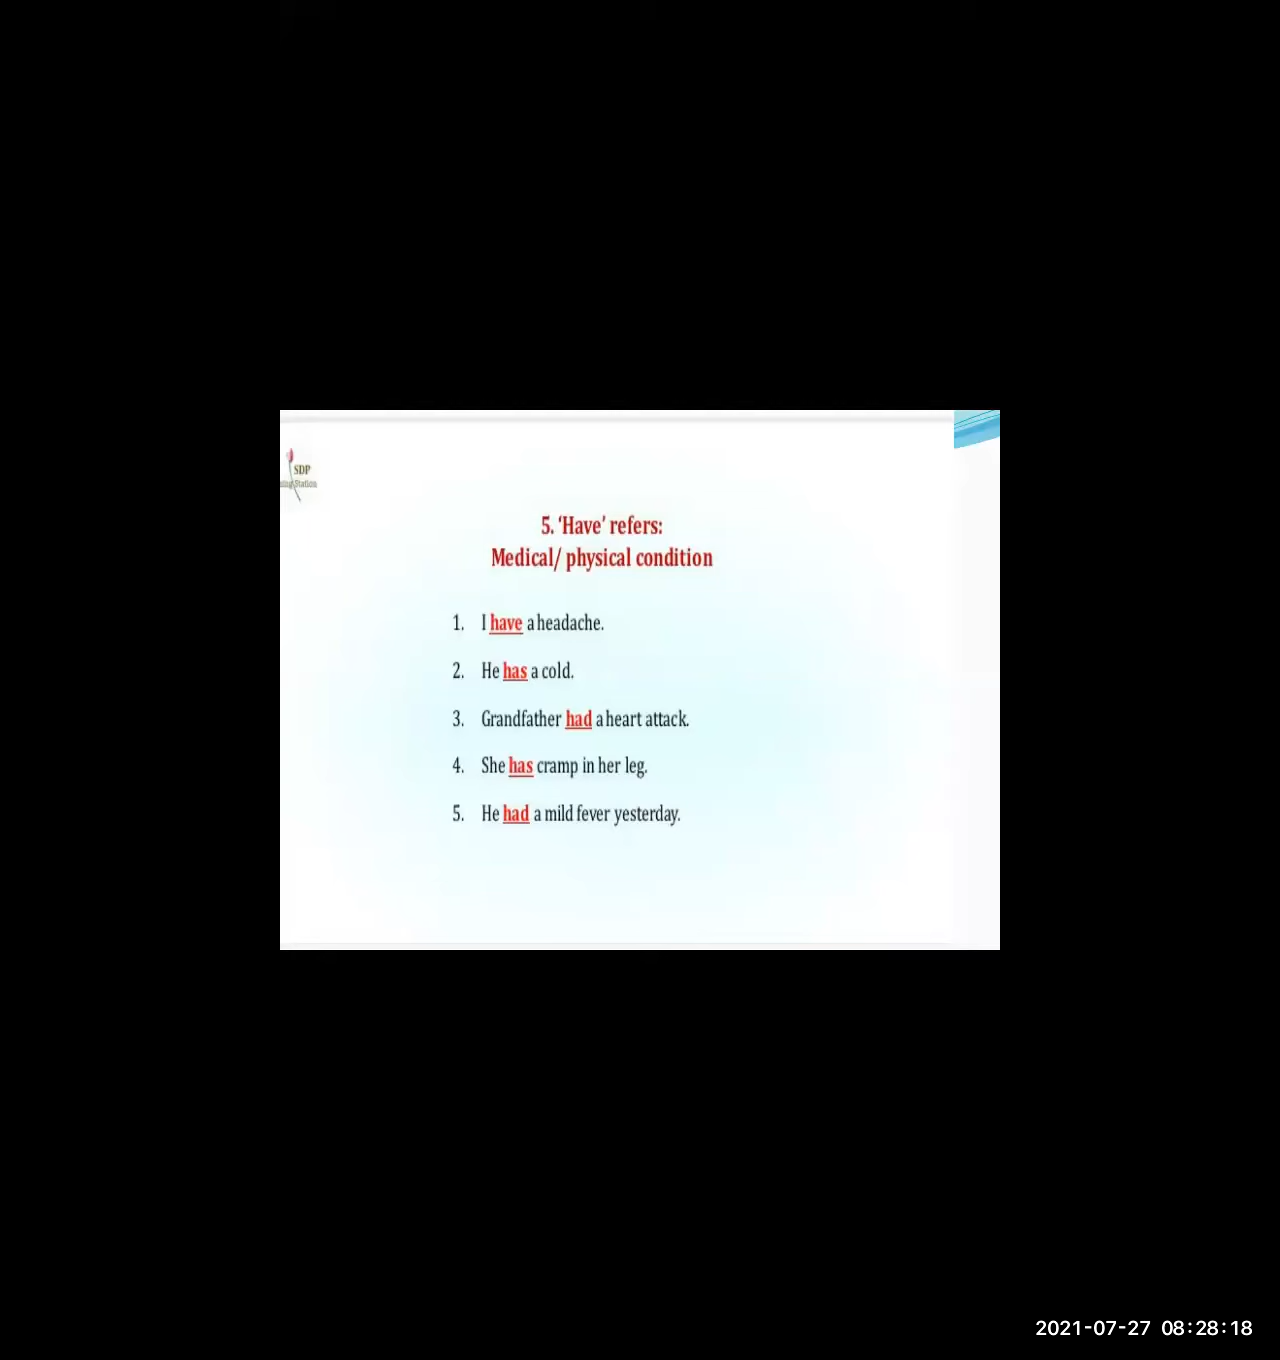 SDP
Station
5. ‘Have’ refers:
Medical/ physical condition
1. I have a headache.
2. He has a cold.
3. Grandfather had a heart attack.
4. She has cramp in her leg.
5. He had a mild fever yesterday.
2021-07-27 08:28:18